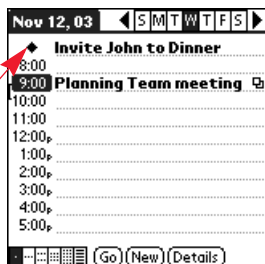 Nov 12, 03 S M T W T F S
Invite John to Dinner
8:00
9:00 Planning Team meeting
10:00
11:00
12:00P
1:00P
2:00P
3:00P
4:00P
5:00P
Go New Details